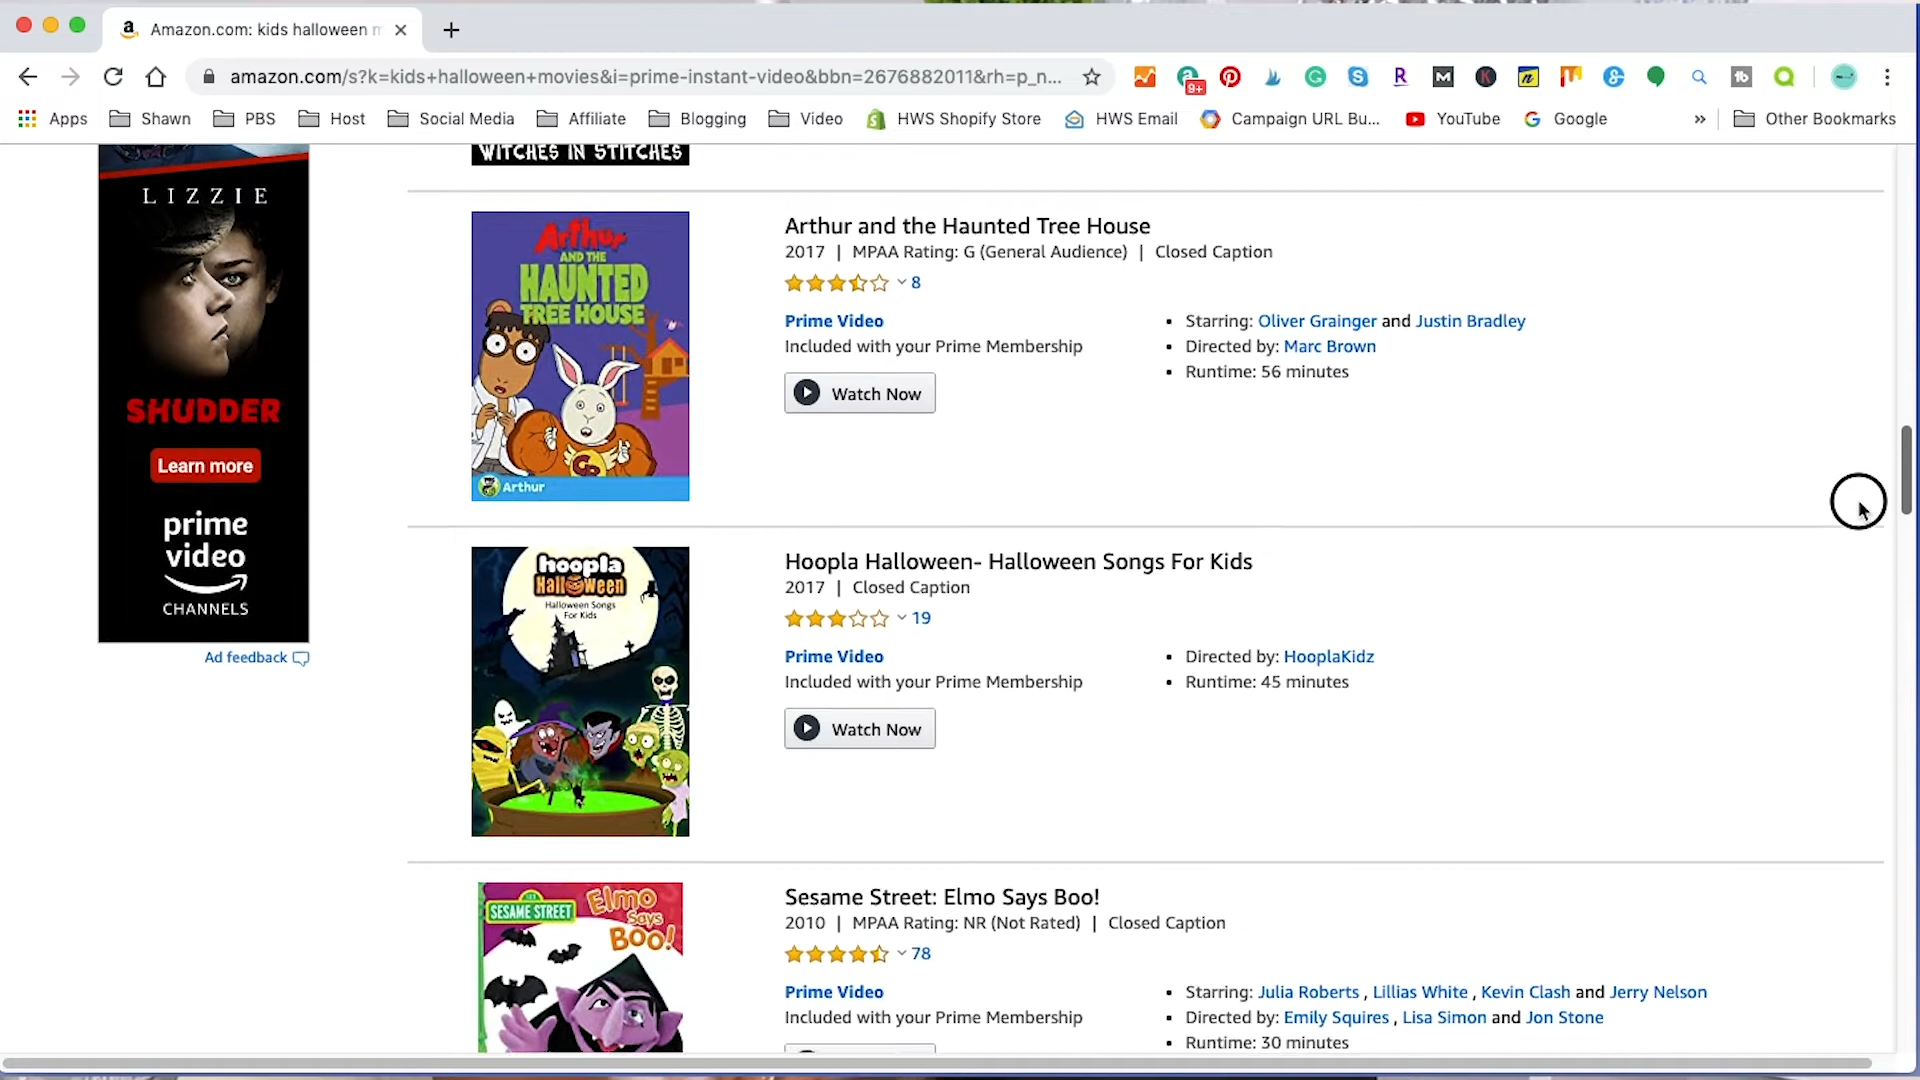 Amazon.com: kids halloween m
amazon.com/s?k=kids+halloween+movies&i=prime-instant-video&bbn=2676882011&rh=p_n...
9+
Apps
Shawn
PBS
Host
Social Media
Affiliate
Blogging
Video
HWS Shopify Store
HWS Email
Campaign URL Bu...
YouTube
Google
»
Other Bookmarks
LIZZIE
SHUDDER
Learn more
prime
video
CHANNELS
Ad feedback
WITCHES IN STITCHES
Arthur
AND THE
HAUNTED
TREE HOUSE
Arthur
Arthur and the Haunted Tree House
2017 | MPAA Rating: G (General Audience) | Closed Caption
8
Prime Video
Included with your Prime Membership
Watch Now
• Starring: Oliver Grainger and Justin Bradley
• Directed by: Marc Brown
• Runtime: 56 minutes
hoopla
Halloween
Halloween Songs
For Kids
Hoopla Halloween- Halloween Songs For Kids
2017 | Closed Caption
19
Prime Video
Included with your Prime Membership
Watch Now
• Directed by: HooplaKidz
• Runtime: 45 minutes
SESAME STREET
Elmo
Says
Boo!
Sesame Street: Elmo Says Boo!
2010 | MPAA Rating: NR (Not Rated) | Closed Caption
78
Prime Video
Included with your Prime Membership
• Starring: Julia Roberts , Lillias White , Kevin Clash and Jerry Nelson
• Directed by: Emily Squires , Lisa Simon and Jon Stone
• Runtime: 30 minutes